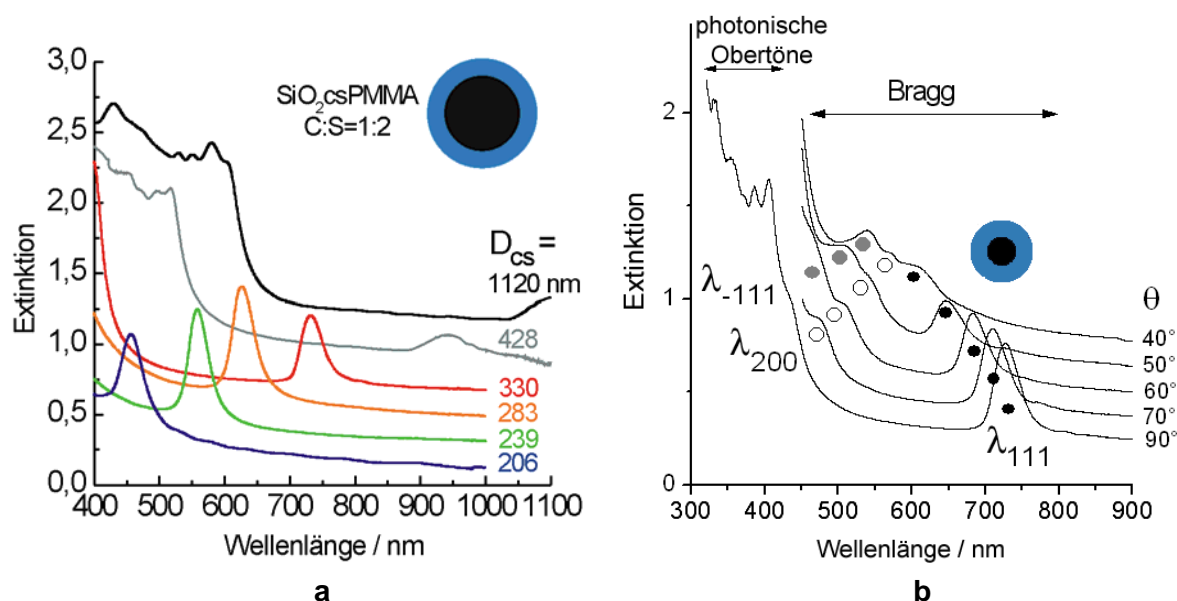 3,0
2,5
2,0
1,5
1,0
0,5
0,0
Extinktion
SiO2csPMMA
C:S=1:2
Dcs =
1120 nm
428
330
283
239
206
400 500 600 700 800 900 1000 1100
Wellenlänge / nm
a
photonische
Obertöne
Bragg
2
1
0
Extinktion
λ-111
λ200
λ111
θ
40°
50°
60°
70°
90°
300 400 500 600 700 800 900
Wellenlänge / nm
b